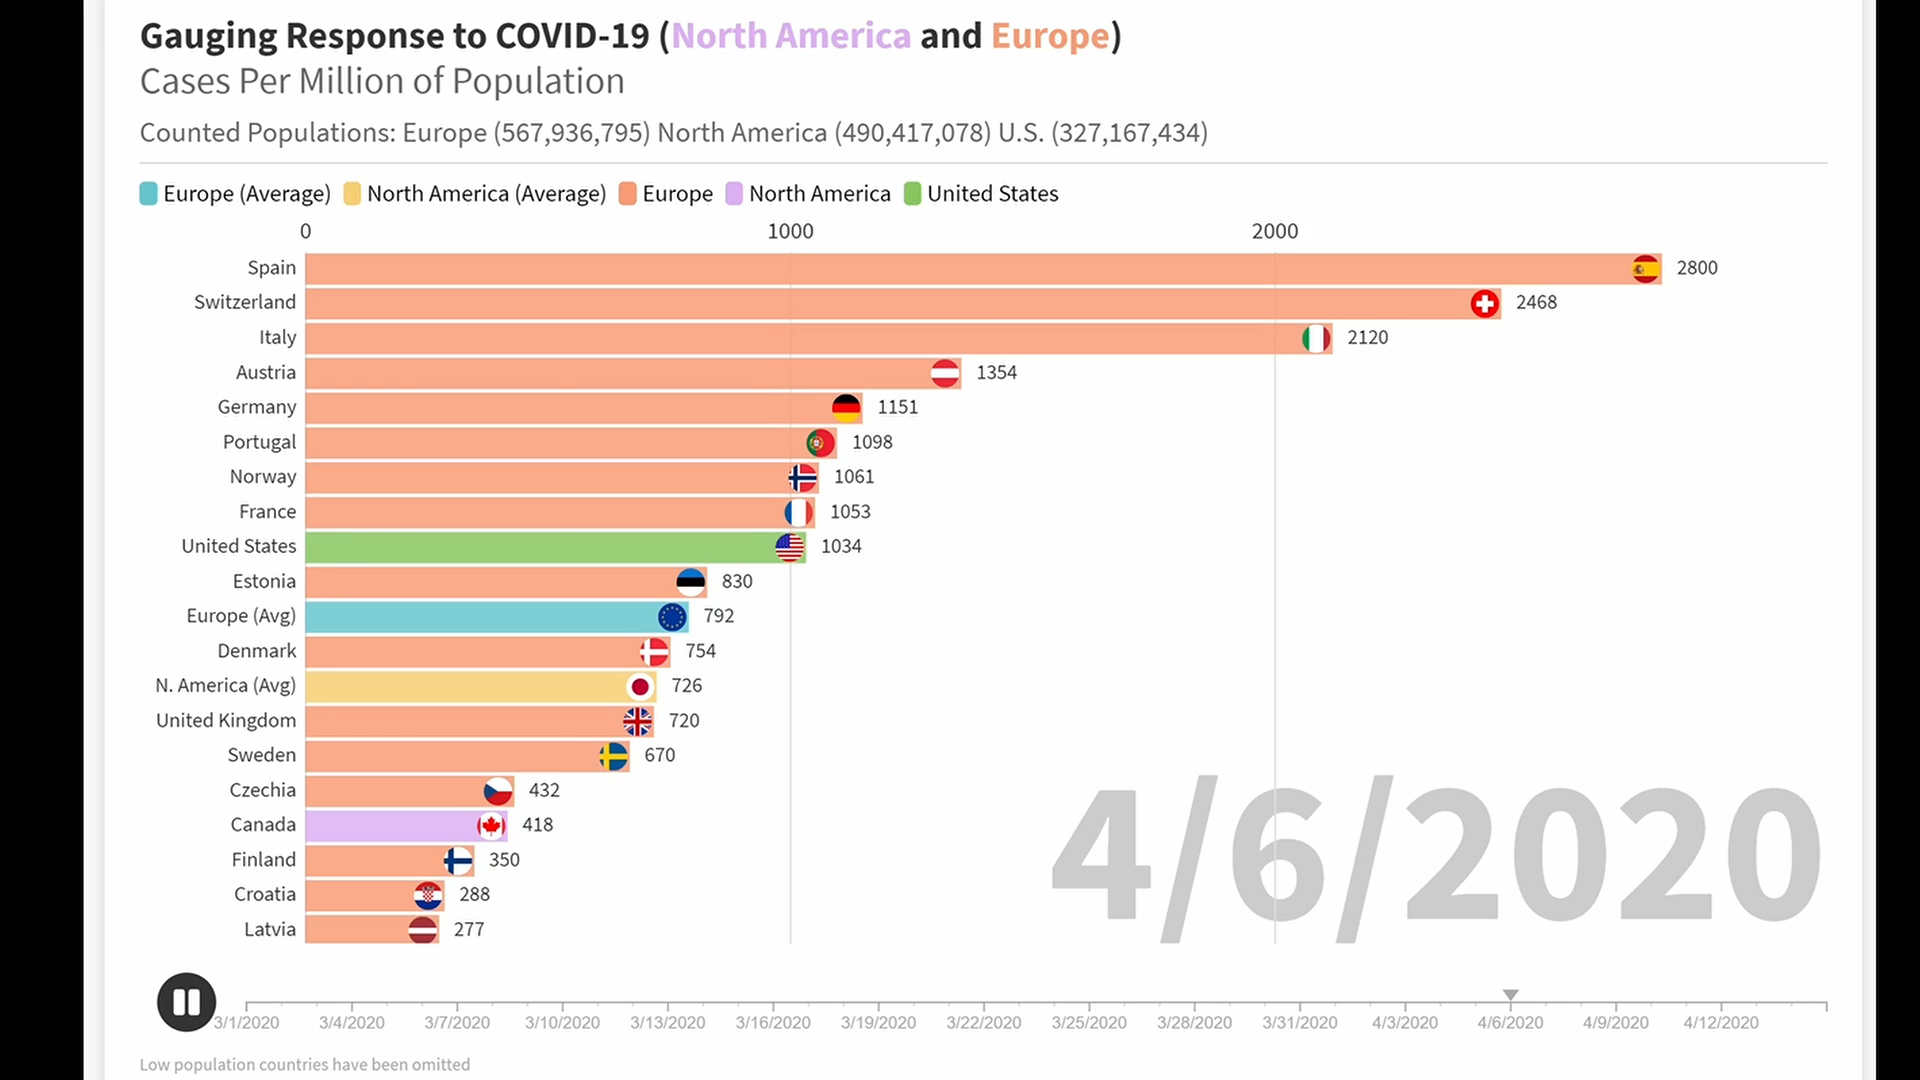 Gauging Response to COVID-19 (North America and Europe)
Cases Per Million of Population
Counted Populations: Europe (567,936,795) North America (490,417,078) U.S. (327,167,434)
Europe (Average) North America (Average) Europe North America United States
0 1000 2000
Spain 2800
Switzerland 2468
Italy 2120
Austria 1354
Germany 1151
Portugal 1098
Norway 1061
France 1053
United States 1034
Estonia 830
Europe (Avg) 792
Denmark 754
N. America (Avg) 726
United Kingdom 720
Sweden 670
Czechia 432
Canada 418
Finland 350
Croatia 288
Latvia 277
4/6/2020
3/1/2020 3/4/2020 3/7/2020 3/10/2020 3/13/2020 3/16/2020 3/19/2020 3/22/2020 3/25/2020 3/28/2020 3/31/2020 4/3/2020 4/6/2020 4/9/2020 4/12/2020
Low population countries have been omitted